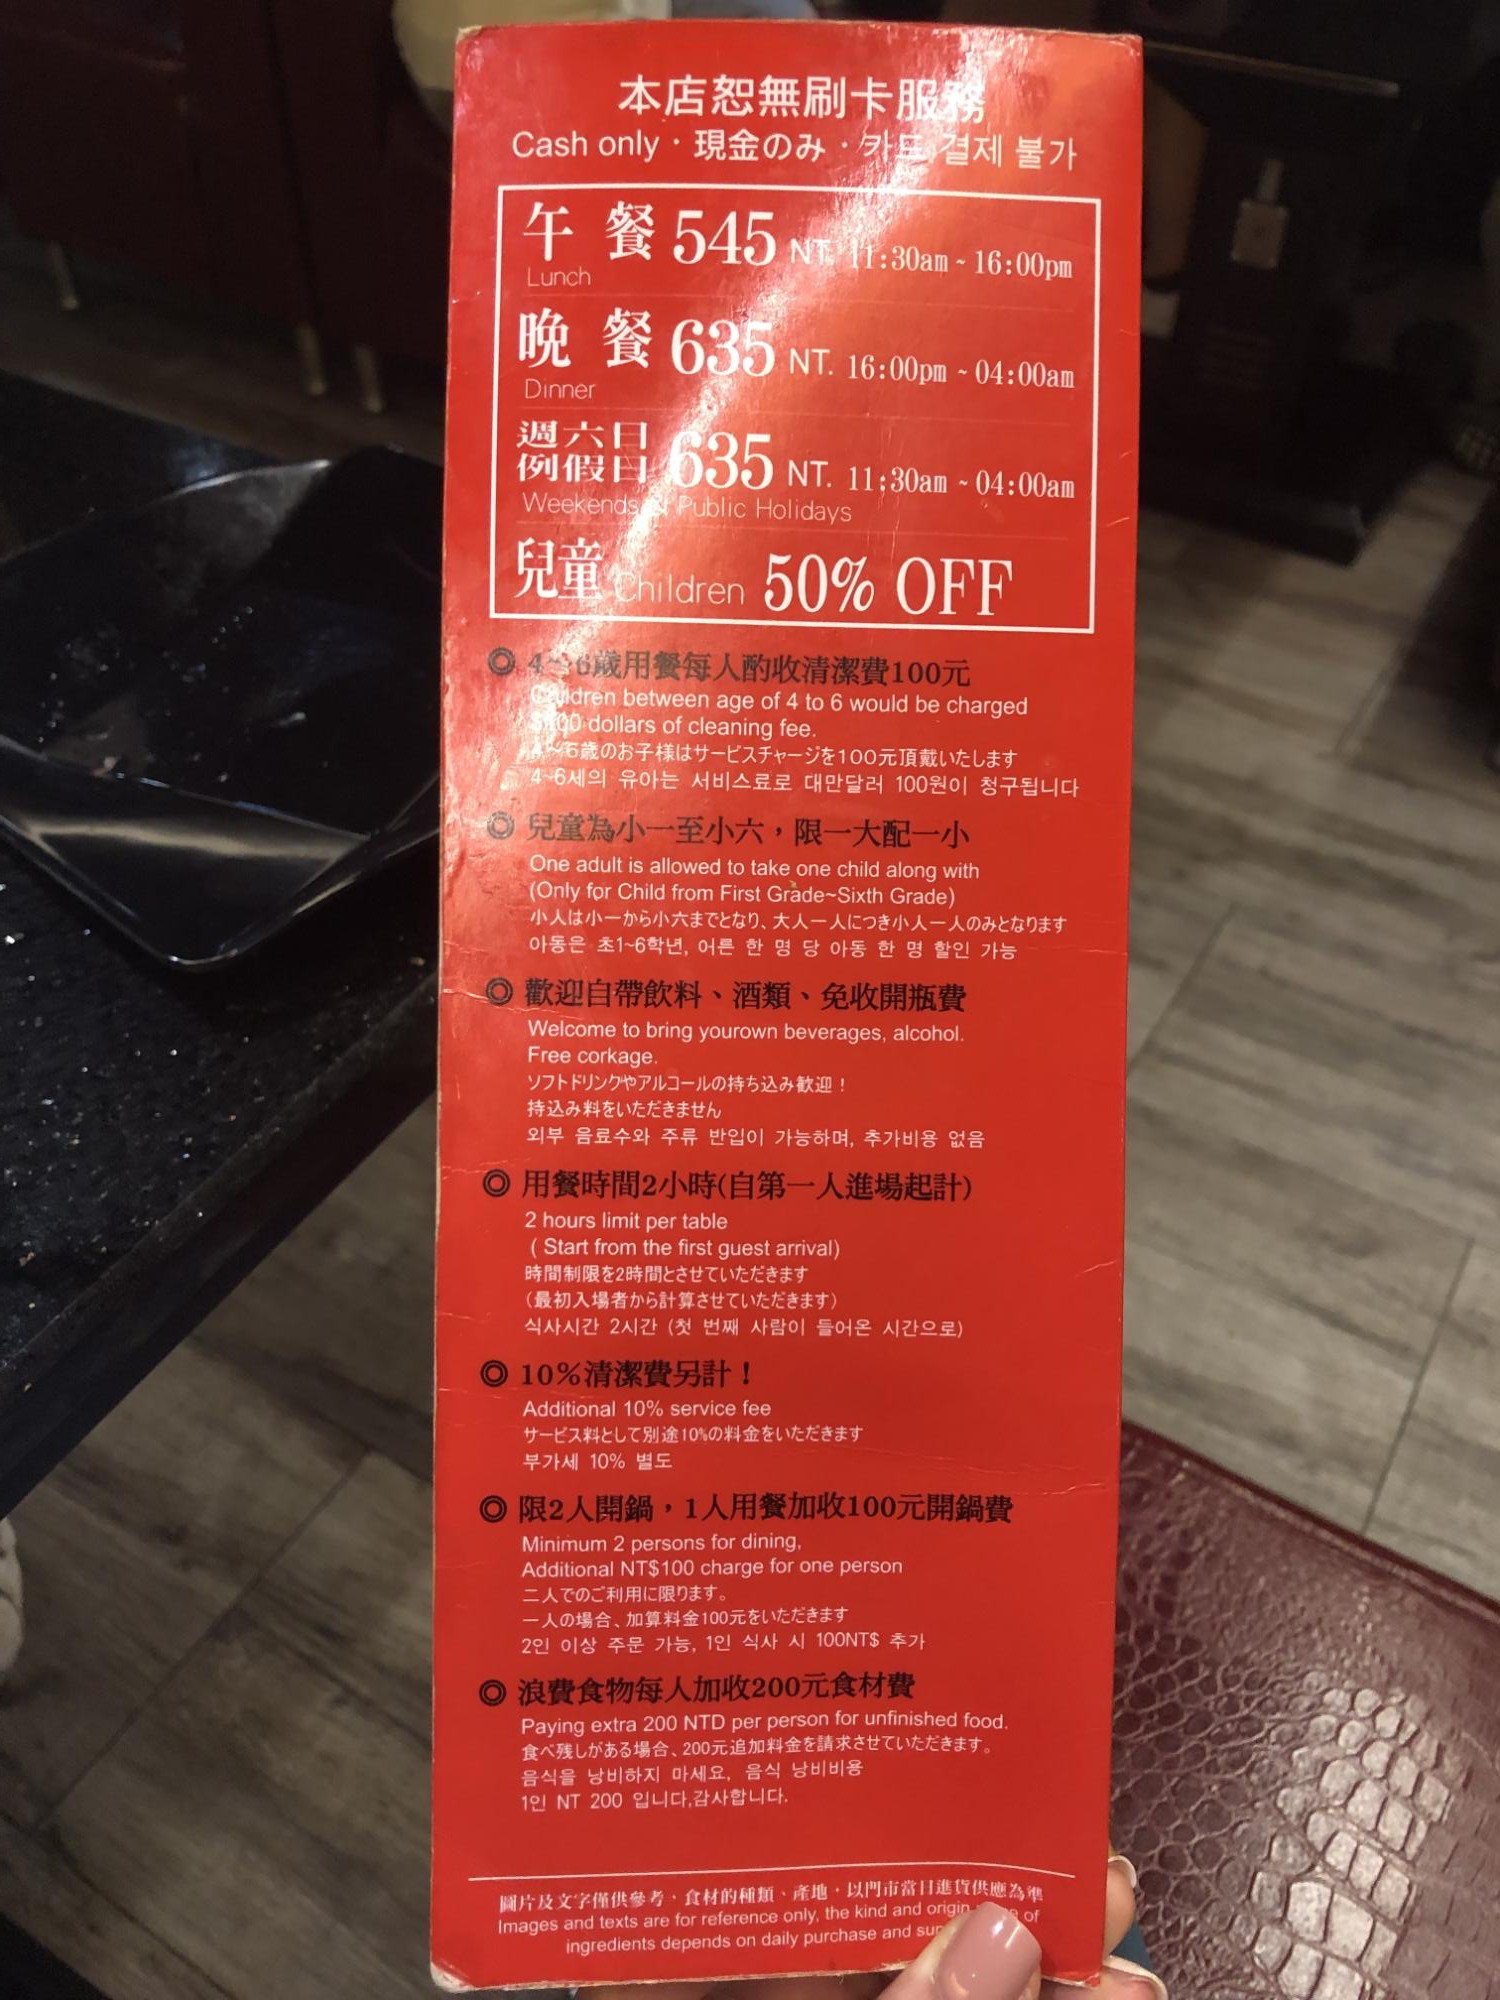 本店恕無刷卡服務
Cash only・現金のみ・카드 결제 불가
午 餐 545 NT. 11:30am ~ 16:00pm
Lunch
晚 餐 635 NT. 16:00pm ~ 04:00am
Dinner
週六日
例假日 635 NT. 11:30am ~ 04:00am
Weekends & Public Holidays
兒童 Children 50% OFF
◎ 4~6歲用餐每人酌收清潔費100元
Children between age of 4 to 6 would be charged
$100 dollars of cleaning fee.
4〜6歳のお子様はサービスチャージを100元頂戴いたします
4~6세의 유아는 서비스료로 대만달러 100원이 청구됩니다
◎ 兒童為小一至小六，限一大配一小
One adult is allowed to take one child along with
(Only for Child from First Grade~Sixth Grade)
小人は小一から小六までとなり、大人一人につき小人一人のみとなります
아동은 초1~6학년, 어른 한 명 당 아동 한 명 할인 가능
◎ 歡迎自帶飲料、酒類、免收開瓶費
Welcome to bring yourown beverages, alcohol.
Free corkage.
ソフトドリンクやアルコールの持ち込み歓迎！
持込み料をいただきません
외부 음료수와 주류 반입이 가능하며, 추가비용 없음
◎ 用餐時間2小時(自第一人進場起計)
2 hours limit per table
( Start from the first guest arrival)
時間制限を2時間とさせていただきます
（最初入場者から計算させていただきます）
식사시간 2시간 (첫 번째 사람이 들어온 시간으로)
◎ 10%清潔費另計！
Additional 10% service fee
サービス料として別途10%の料金をいただきます
부가세 10% 별도
◎ 限2人開鍋，1人用餐加收100元開鍋費
Minimum 2 persons for dining,
Additional NT$100 charge for one person
二人でのご利用に限ります。
一人の場合、加算料金100元をいただきます
2인 이상 주문 가능, 1인 식사 시 100NT$ 추가
◎ 浪費食物每人加收200元食材費
Paying extra 200 NTD per person for unfinished food.
食べ残しがある場合、200元追加料金を請求させていただきます。
음식을 낭비하지 마세요, 음식 낭비비용
1인 NT 200 입니다,감사합니다.
圖片及文字僅供參考・食材的種類、產地，以門市當日進貨供應為準
Images and texts are for reference only, the kind and origin of
ingredients depends on daily purchase and